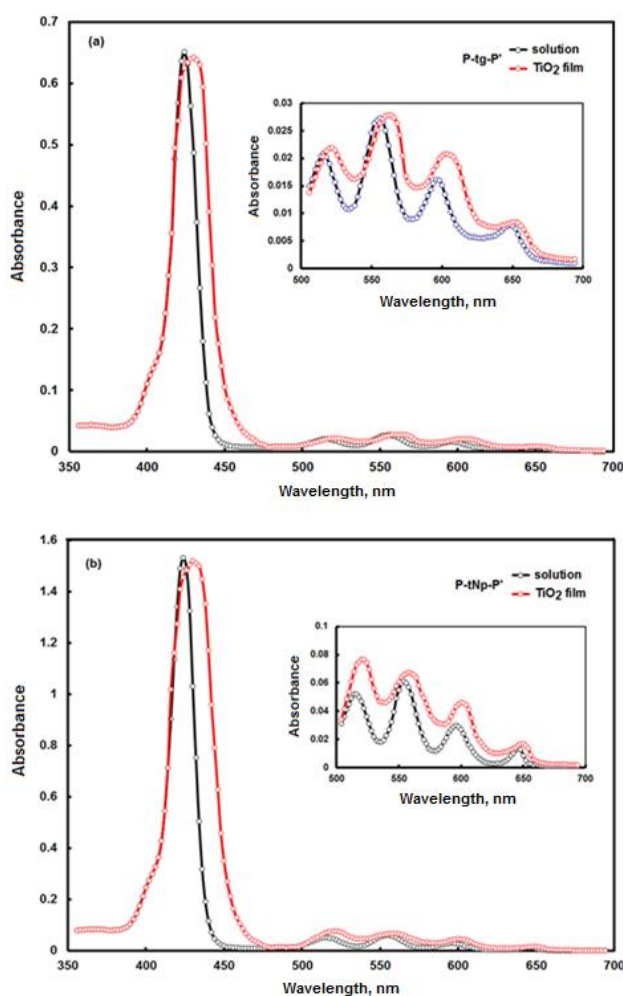 0.7
(a)
P-tg-P'
solution
TiO2 film
0.6
0.5
0.4
0.3
0.2
0.1
0
Absorbance
0.03
0.025
0.02
0.015
0.01
0.005
0
Absorbance
500 550 600 650 700
Wavelength, nm
350 400 450 500 550 600 650 700
Wavelength, nm
1.6
(b)
P-tNp-P'
solution
TiO2 film
1.4
1.2
1
0.8
0.6
0.4
0.2
0
Absorbance
0.1
0.08
0.06
0.04
0.02
0
Absorbance
500 550 600 650 700
Wavelength, nm
350 400 450 500 550 600 650 700
Wavelength, nm